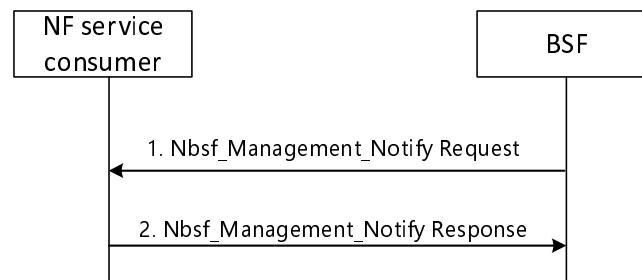 NF service
consumer
BSF
1. Nbsf_Management_Notify Request
2. Nbsf_Management_Notify Response